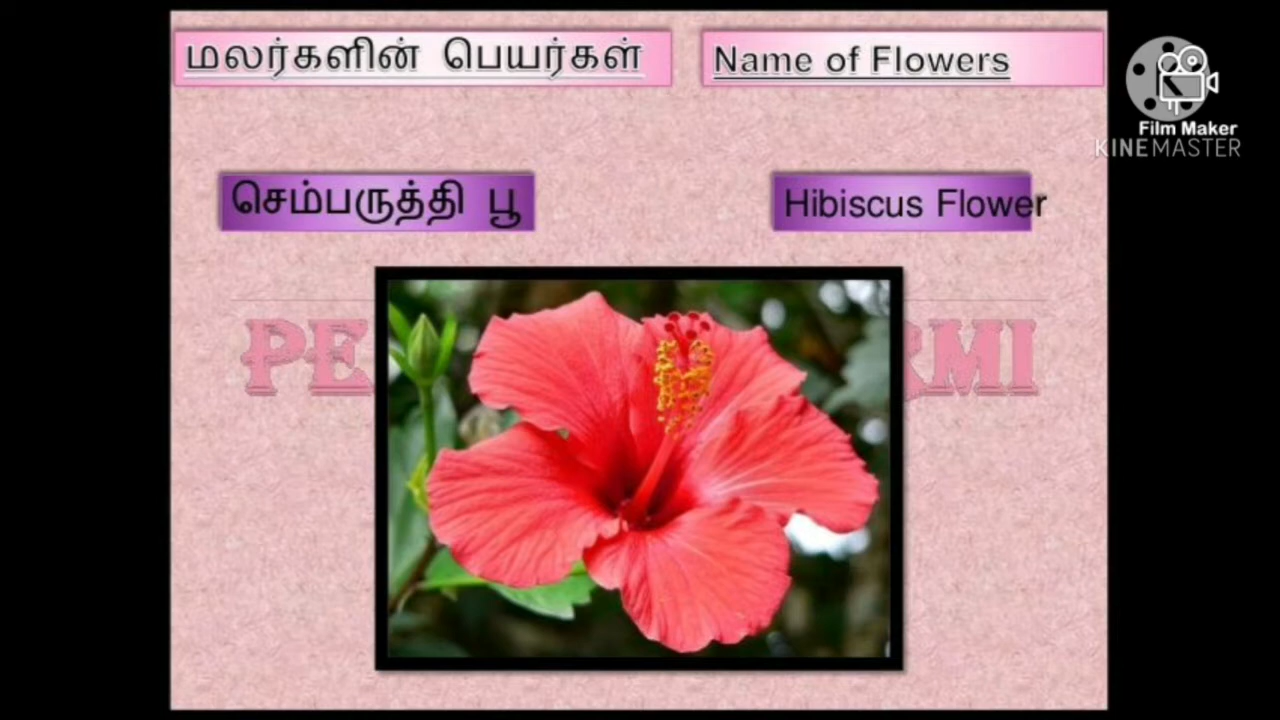 மலர்களின் பெயர்கள்
Name of Flowers
Film Maker
KINEMASTER
செம்பருத்தி பூ
Hibiscus Flower